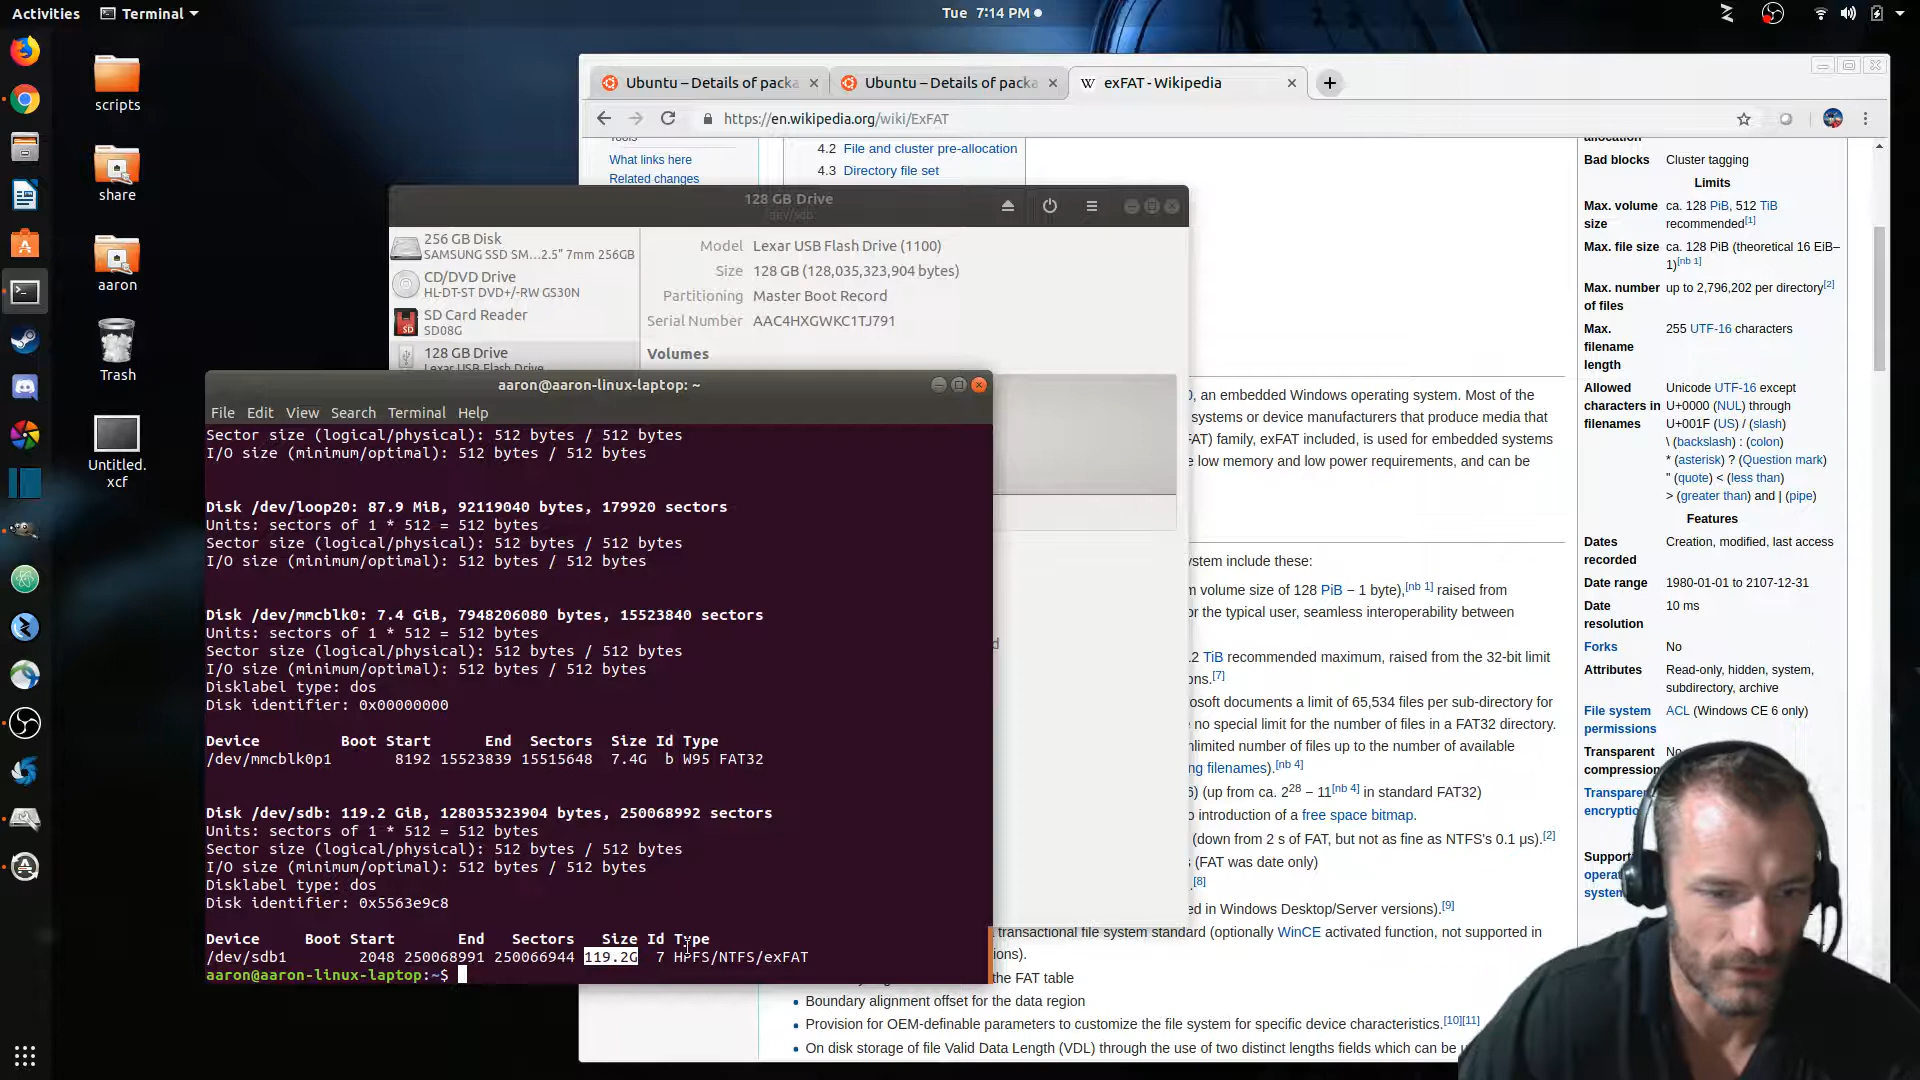 Activities
Terminal
Tue 7:14 PM
scripts
share
aaron
Trash
Untitled.
xcf
Ubuntu – Details of packa
Ubuntu – Details of packa
exFAT - Wikipedia
https://en.wikipedia.org/wiki/ExFAT
What links here
Related changes
4.2 File and cluster pre-allocation
4.3 Directory file set
allocation
Bad blocks Cluster tagging
Limits
Max. volume size ca. 128 PiB, 512 TiB
recommended[1]
Max. file size ca. 128 PiB (theoretical 16 EiB–
1)[nb 1]
Max. number of files up to 2,796,202 per directory[2]
Max. filename length 255 UTF-16 characters
Allowed characters in filenames Unicode UTF-16 except
U+0000 (NUL) through
U+001F (US) / (slash)
\ (backslash) : (colon)
* (asterisk) ? (Question mark)
" (quote) < (less than)
> (greater than) and | (pipe)
Features
Dates recorded Creation, modified, last access
Date range 1980-01-01 to 2107-12-31
Date resolution 10 ms
Forks No
Attributes Read-only, hidden, system,
subdirectory, archive
File system permissions ACL (Windows CE 6 only)
Transparent
compression
128 GB Drive
/dev/sdb
256 GB Disk
SAMSUNG SSD SM...2.5" 7mm 256GB
CD/DVD Drive
HL-DT-ST DVD+/-RW GS30N
SD Card Reader
SD08G
128 GB Drive
Lexar USB Flash Drive
Model Lexar USB Flash Drive (1100)
Size 128 GB (128,035,323,904 bytes)
Partitioning Master Boot Record
Serial Number AAC4HXGWKC1TJ791
Volumes
, an embedded Windows operating system. Most of the
systems or device manufacturers that produce media that
FAT) family, exFAT included, is used for embedded systems
e low memory and low power requirements, and can be
stem include these:
m volume size of 128 PiB − 1 byte),[nb 1] raised from
or the typical user, seamless interoperability between
2 TiB recommended maximum, raised from the 32-bit limit
ons.[7]
osoft documents a limit of 65,534 files per sub-directory for
e no special limit for the number of files in a FAT32 directory.
nlimited number of files up to the number of available
ng filenames).[nb 4]
6) (up from ca. 2²⁸ − 11[nb 4] in standard FAT32)
o introduction of a free space bitmap.
(down from 2 s of FAT, but not as fine as NTFS's 0.1 μs).[2]
s (FAT was date only)
.[8]
ed in Windows Desktop/Server versions).[9]
transactional file system standard (optionally WinCE activated function, not supported in
ions).
the FAT table
Boundary alignment offset for the data region
Provision for OEM-definable parameters to customize the file system for specific device characteristics.[10][11]
On disk storage of file Valid Data Length (VDL) through the use of two distinct lengths fields which can be
aaron@aaron-linux-laptop: ~
File Edit View Search Terminal Help
Sector size (logical/physical): 512 bytes / 512 bytes
I/O size (minimum/optimal): 512 bytes / 512 bytes
Disk /dev/loop20: 87.9 MiB, 92119040 bytes, 179920 sectors
Units: sectors of 1 * 512 = 512 bytes
Sector size (logical/physical): 512 bytes / 512 bytes
I/O size (minimum/optimal): 512 bytes / 512 bytes
Disk /dev/mmcblk0: 7.4 GiB, 7948206080 bytes, 15523840 sectors
Units: sectors of 1 * 512 = 512 bytes
Sector size (logical/physical): 512 bytes / 512 bytes
I/O size (minimum/optimal): 512 bytes / 512 bytes
Disklabel type: dos
Disk identifier: 0x00000000
Device Boot Start End Sectors Size Id Type
/dev/mmcblk0p1 8192 15523839 15515648 7.4G b W95 FAT32
Disk /dev/sdb: 119.2 GiB, 128035323904 bytes, 250068992 sectors
Units: sectors of 1 * 512 = 512 bytes
Sector size (logical/physical): 512 bytes / 512 bytes
I/O size (minimum/optimal): 512 bytes / 512 bytes
Disklabel type: dos
Disk identifier: 0x5563e9c8
Device Boot Start End Sectors Size Id Type
/dev/sdb1 2048 250068991 250066944 119.2G 7 HPFS/NTFS/exFAT
aaron@aaron-linux-laptop:~$